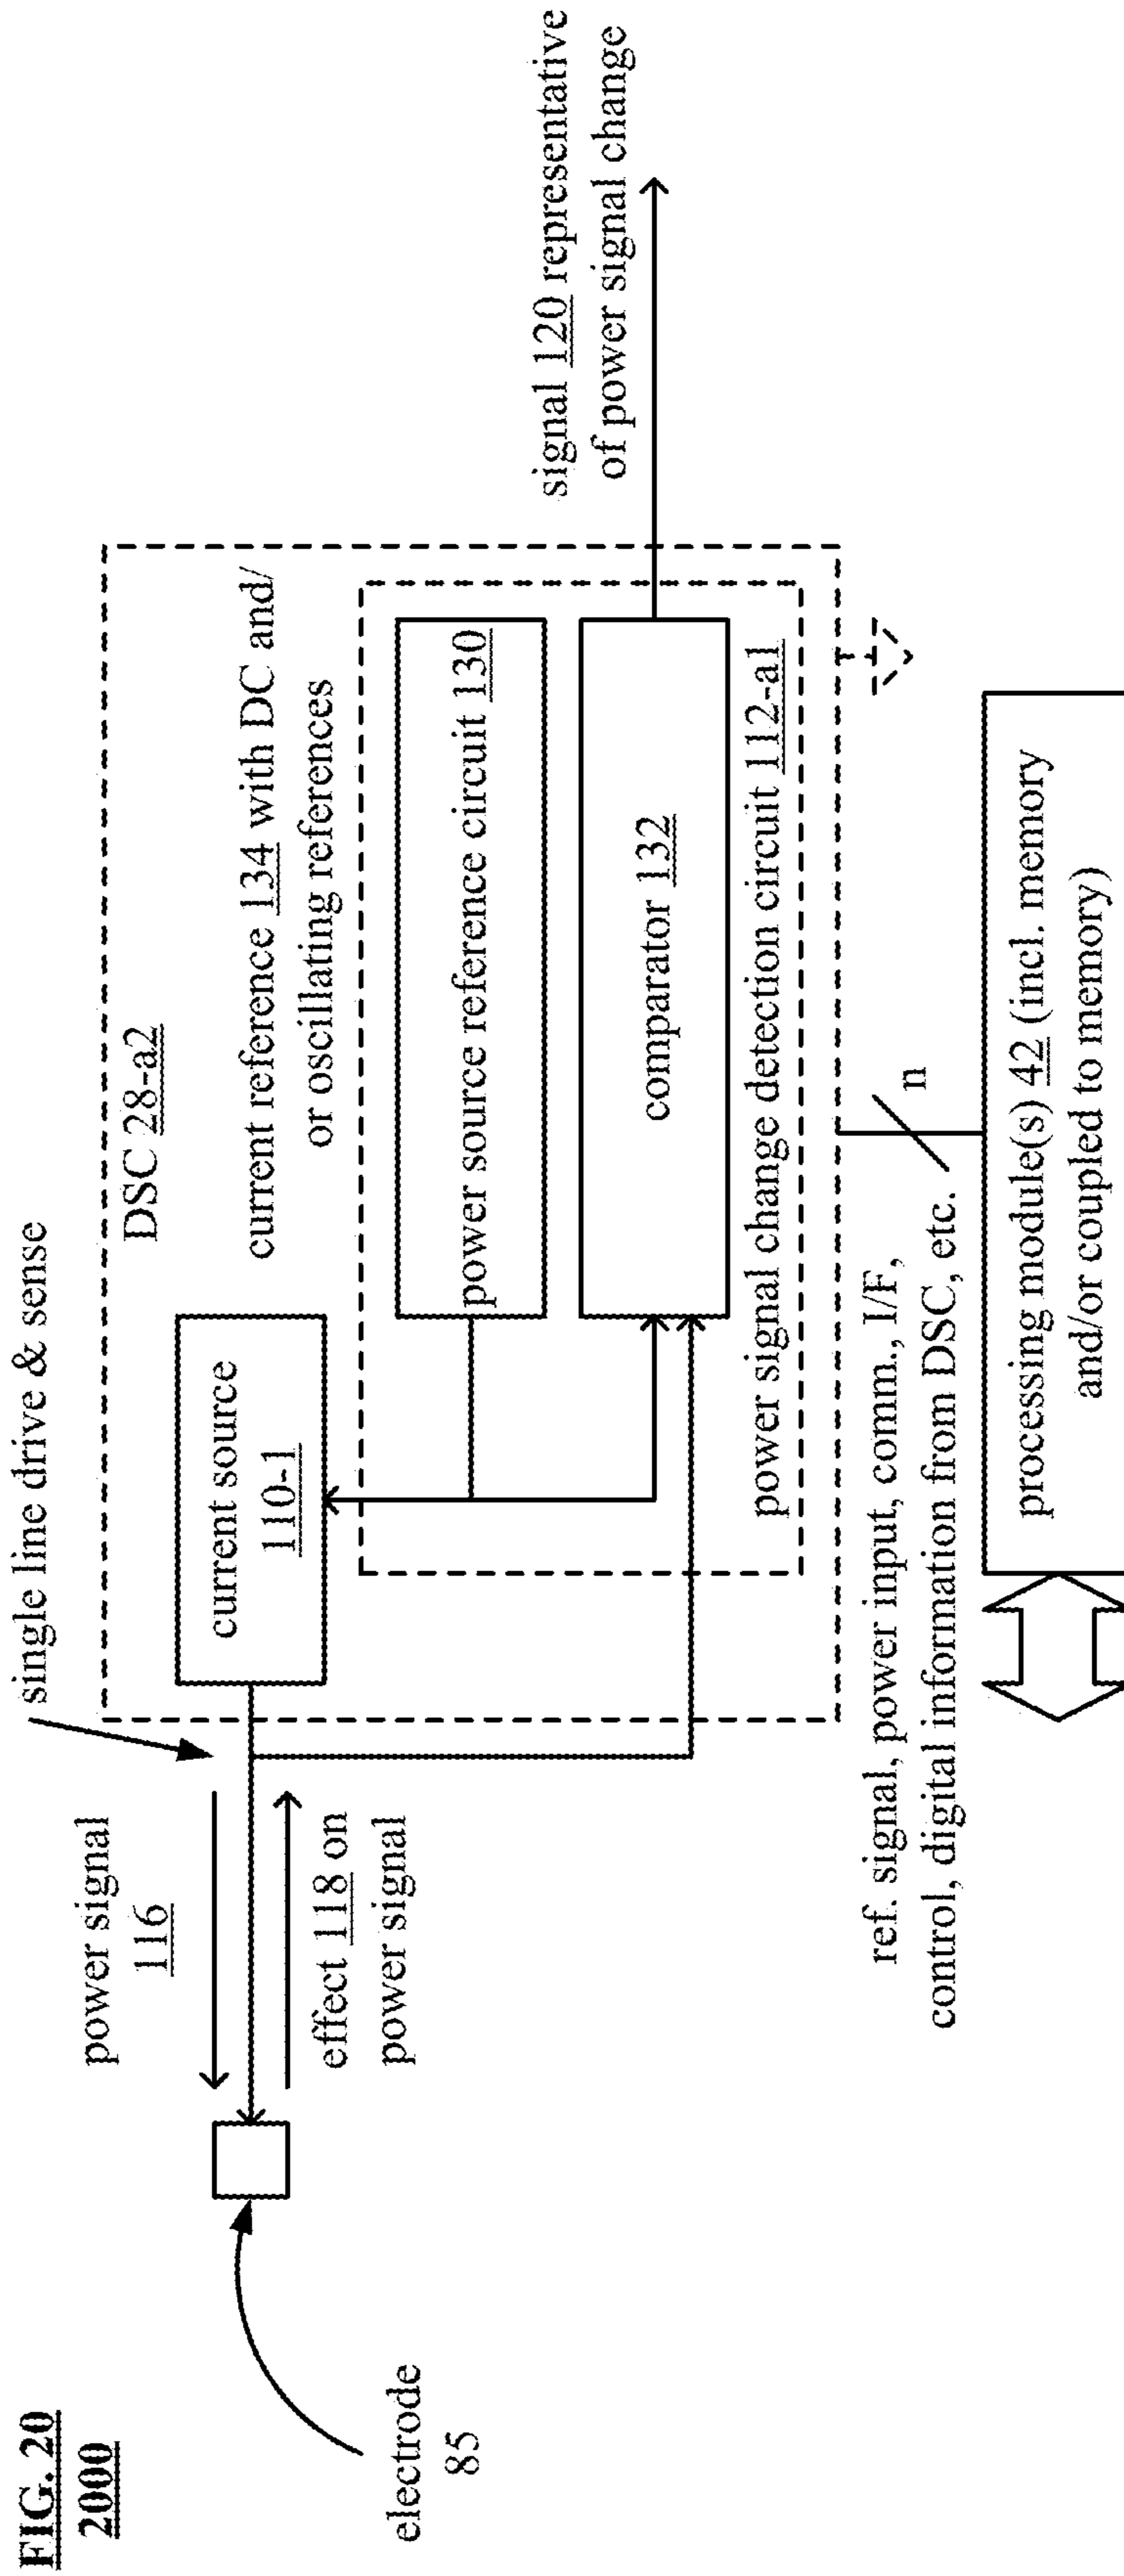 FIG. 20
2000
single line drive & sense
power signal
116
effect 118 on
power signal
electrode
85
DSC 28-a2
current source
110-1
current reference 134 with DC and/
or oscillating references
power source reference circuit 130
comparator 132
power signal change detection circuit 112-a1
signal 120 representative
of power signal change
n
ref. signal, power input, comm., I/F,
control, digital information from DSC, etc.
processing module(s) 42 (incl. memory
and/or coupled to memory)